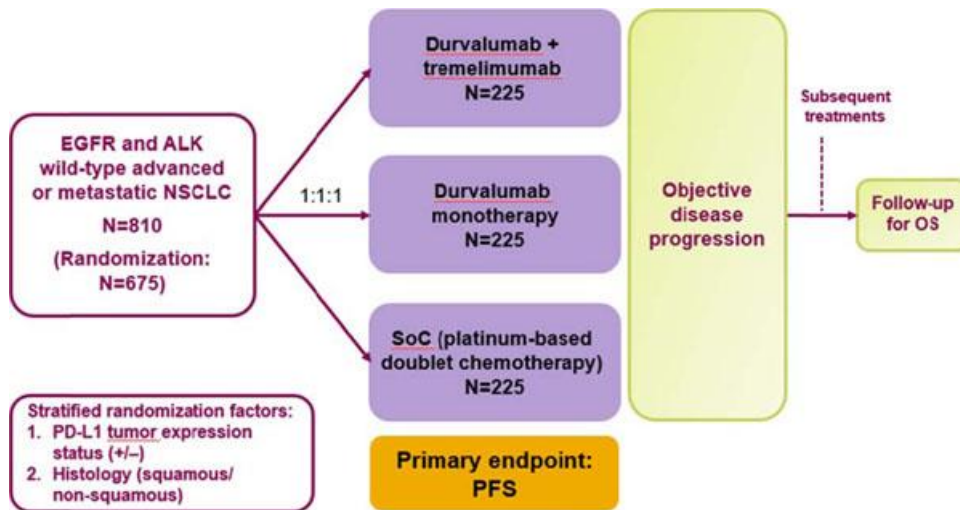 EGFR and ALK
wild-type advanced
or metastatic NSCLC
N=810
(Randomization:
N=675)
1:1:1
Durvalumab +
tremelimumab
N=225
Durvalumab
monotherapy
N=225
SoC (platinum-based
doublet chemotherapy)
N=225
Objective
disease
progression
Subsequent
treatments
Follow-up
for OS
Stratified randomization factors:
1. PD-L1 tumor expression
status (+/–)
2. Histology (squamous/
non-squamous)
Primary endpoint:
PFS